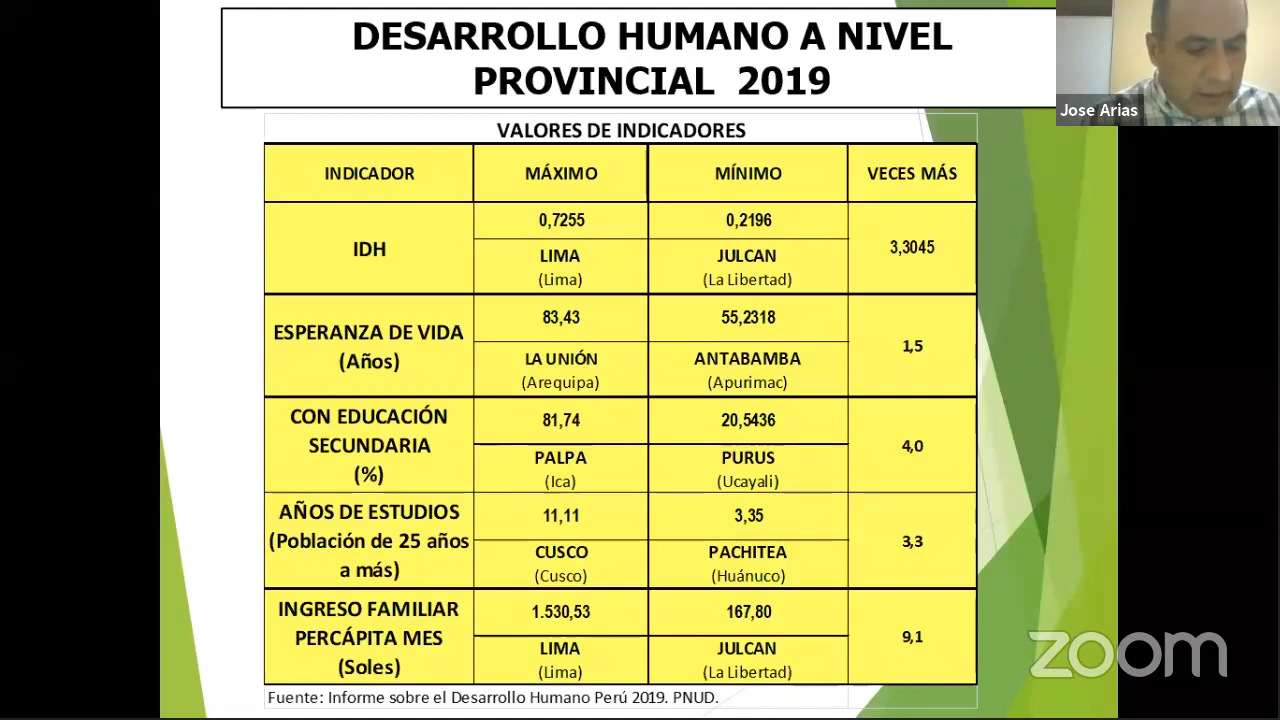 DESARROLLO HUMANO A NIVEL
PROVINCIAL 2019
Jose Arias
VALORES DE INDICADORES
INDICADOR MÁXIMO MÍNIMO VECES MÁS
IDH
0,7255 0,2196
LIMA JULCAN
(Lima) (La Libertad)
3,3045
ESPERANZA DE VIDA
(Años)
83,43 55,2318
LA UNIÓN ANTABAMBA
(Arequipa) (Apurimac)
1,5
CON EDUCACIÓN
SECUNDARIA
(%)
81,74 20,5436
PALPA PURUS
(Ica) (Ucayali)
4,0
AÑOS DE ESTUDIOS
(Población de 25 años
a más)
11,11 3,35
CUSCO PACHITEA
(Cusco) (Huánuco)
3,3
INGRESO FAMILIAR
PERCÁPITA MES
(Soles)
1.530,53 167,80
LIMA JULCAN
(Lima) (La Libertad)
9,1
Fuente: Informe sobre el Desarrollo Humano Perú 2019. PNUD.
zoom